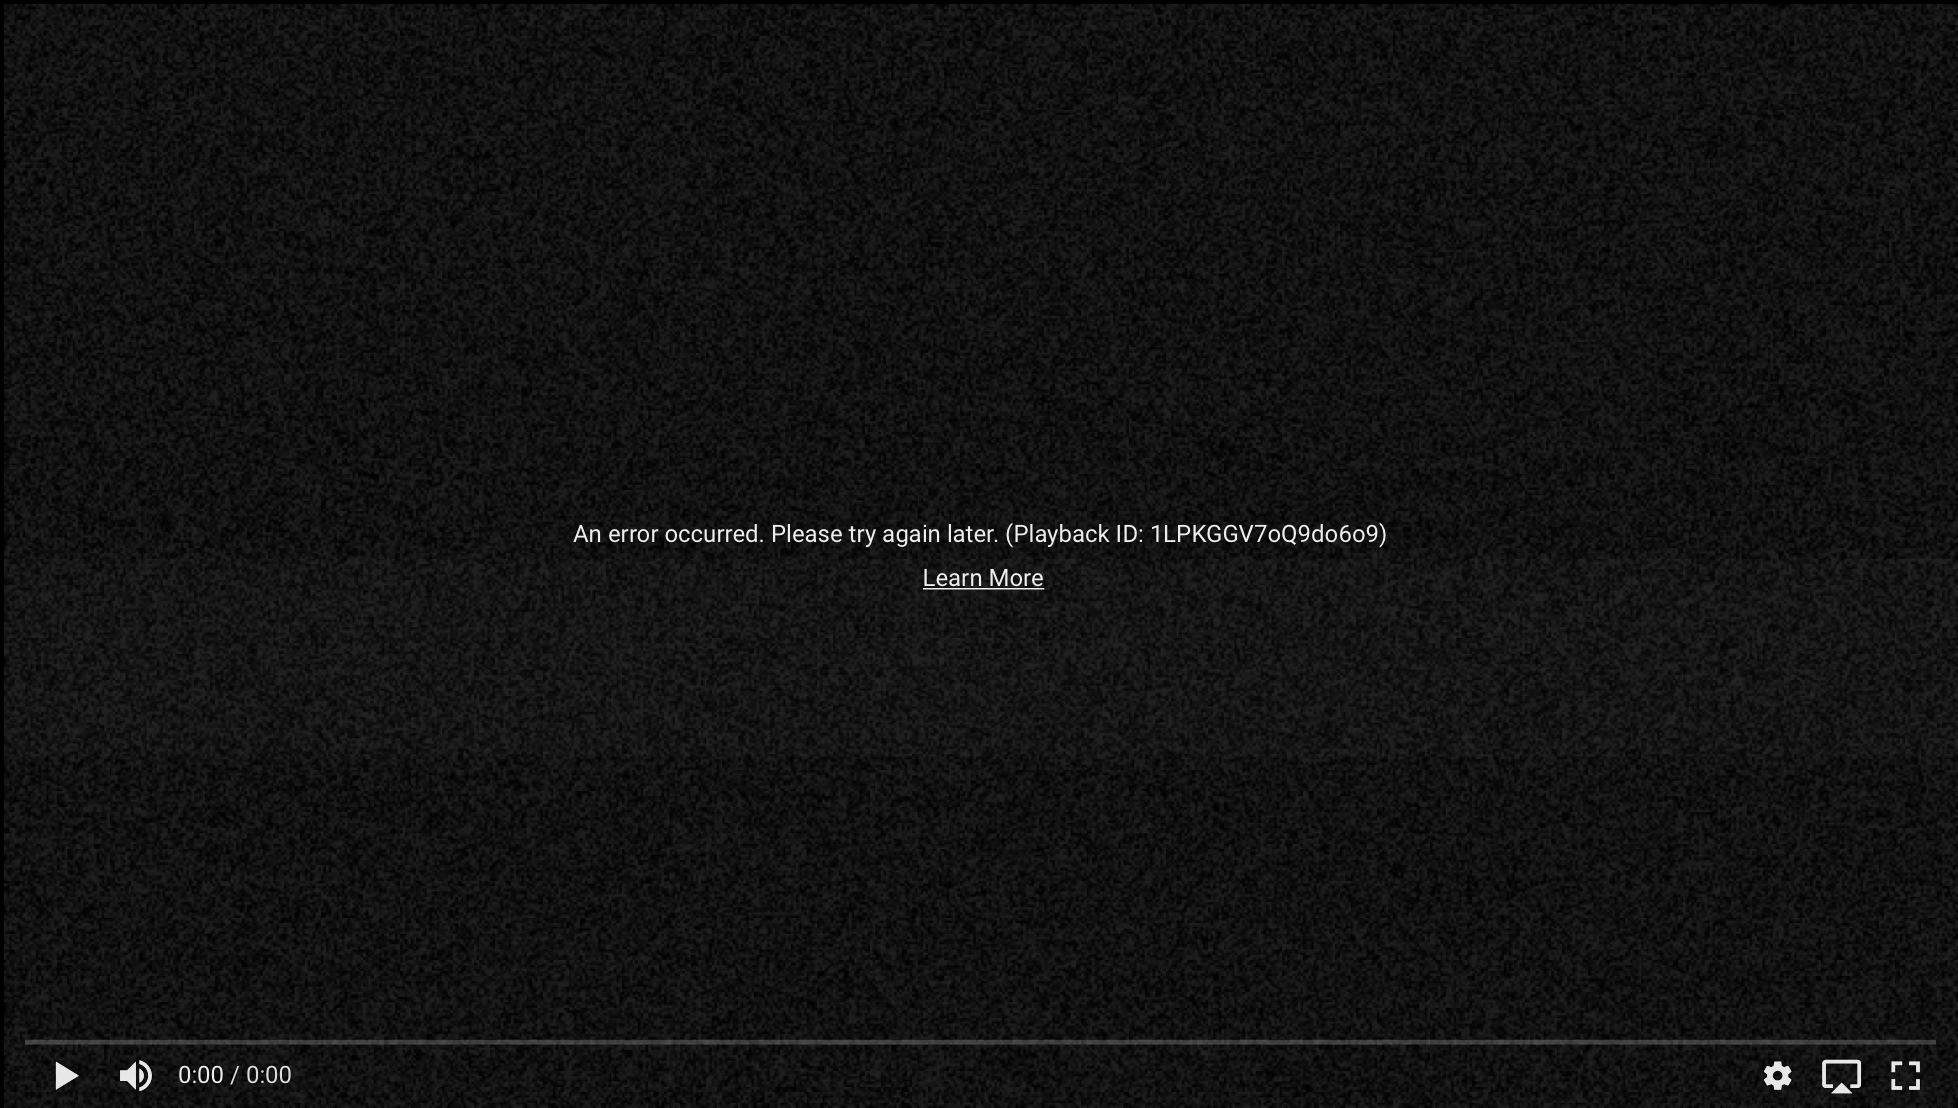 An error occurred. Please try again later. (Playback ID: 1LPKGGV7oQ9do6o9)
Learn More
0:00 / 0:00